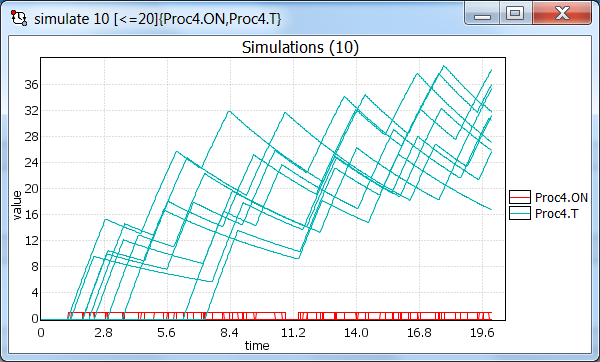 simulate 10 [<=20]{Proc4.ON,Proc4.T}
Simulations (10)
36
32
28
24
20
16
12
8
4
0
value
0 2.8 5.6 8.4 11.2 14.0 16.8 19.6
time
Proc4.ON
Proc4.T